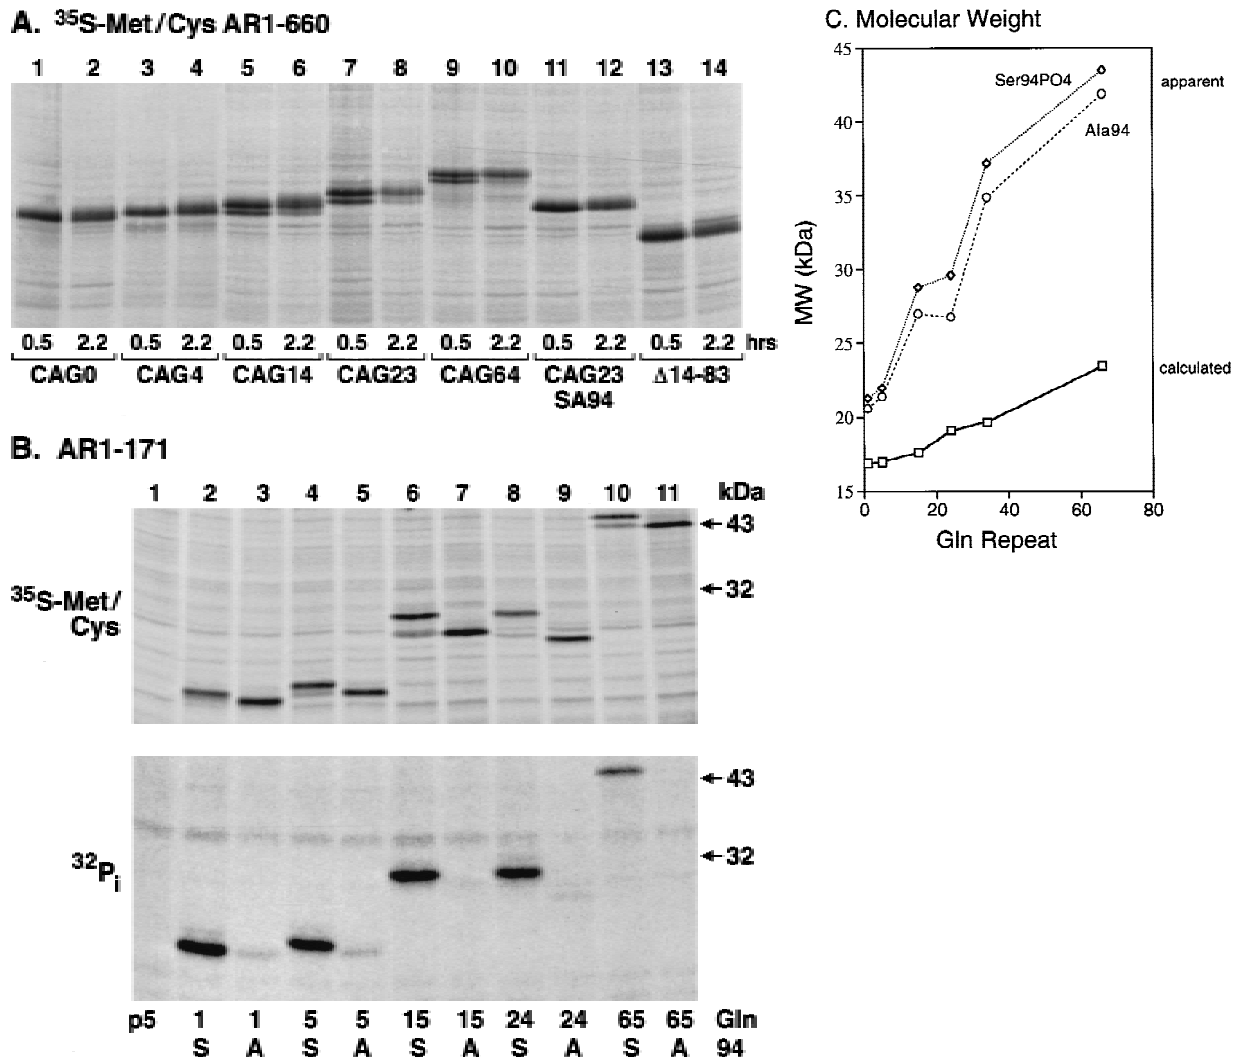 A. ³⁵S-Met/Cys AR1-660
1 2 3 4 5 6 7 8 9 10 11 12 13 14
0.5 2.2 0.5 2.2 0.5 2.2 0.5 2.2 0.5 2.2 0.5 2.2 0.5 2.2 hrs
CAG0 CAG4 CAG14 CAG23 CAG64 CAG23 Δ14-83
SA94
B. AR1-171
1 2 3 4 5 6 7 8 9 10 11 kDa
43
32
³⁵S-Met/
Cys
43
32
³²Pᵢ
p5 1 1 5 5 15 15 24 24 65 65 Gln
S A S A S A S A S A 94
C. Molecular Weight
45
40
35
30
25
20
15
MW (kDa)
Ser94PO4
apparent
Ala94
calculated
0 20 40 60 80
Gln Repeat